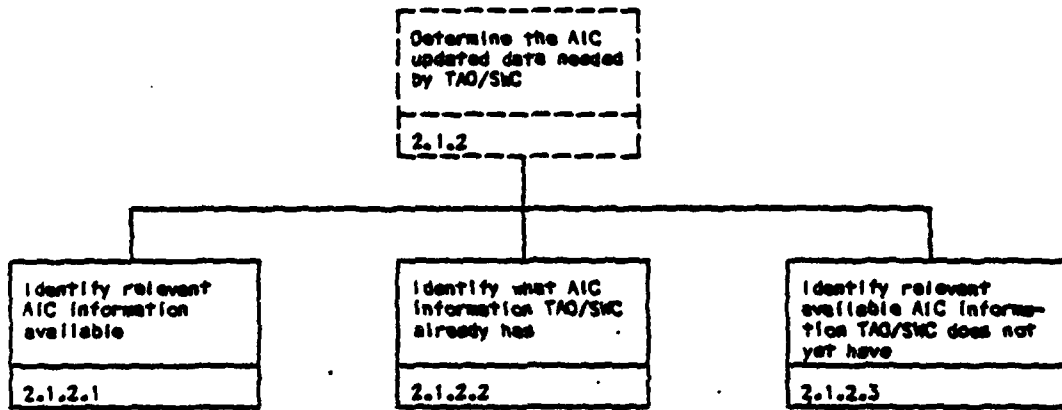 Determine the AIC
updated data needed
by TAO/SWC
2.1.2
Identify relevant
AIC information
available
2.1.2.1
Identify what AIC
information TAO/SWC
already has
2.1.2.2
Identify relevant
available AIC informa-
tion TAO/SWC does not
yet have
2.1.2.3